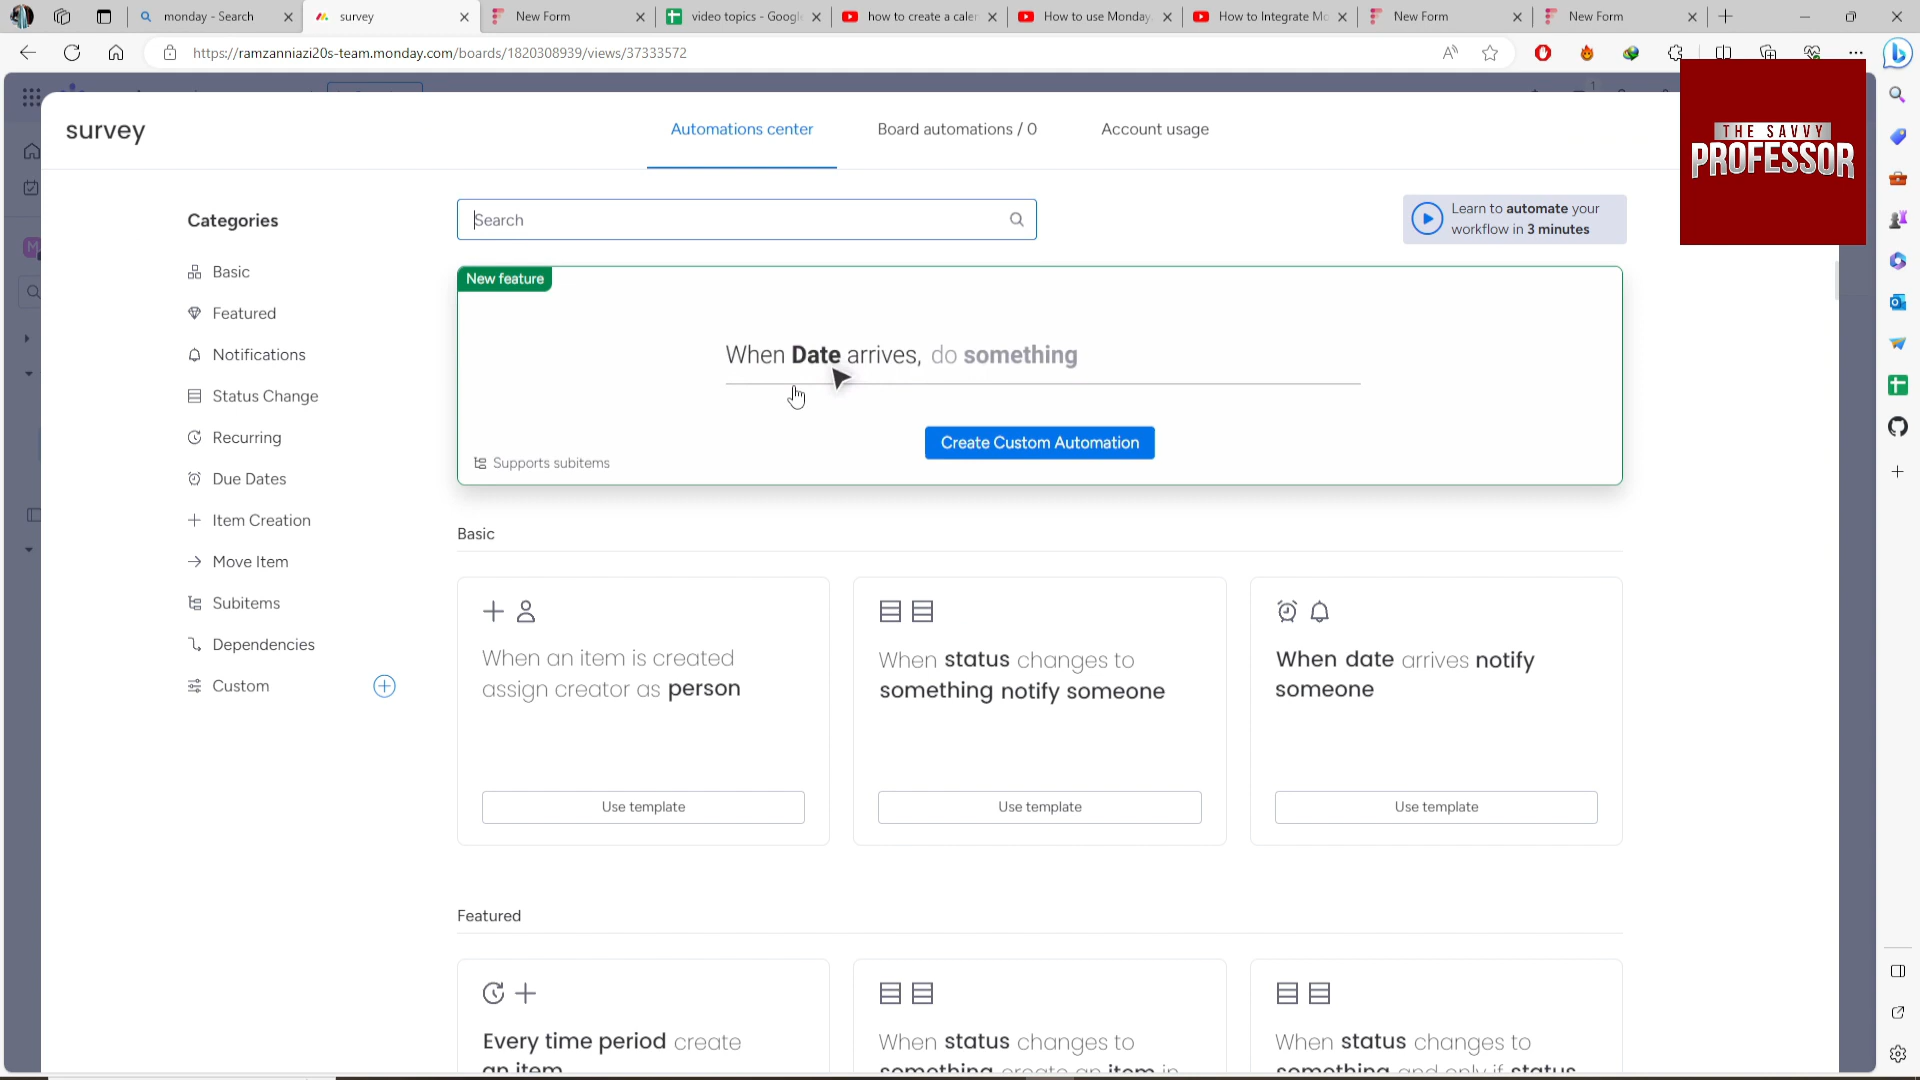 monday - Search
survey
New Form
video topics - Googl
how to create a caler
How to use Monday.
How to Integrate Mo
New Form
New Form
https://ramzanniazi20s-team.monday.com/boards/1820308939/views/37333572
THE SAVVY
PROFESSOR
survey
Automations center
Board automations / 0
Account usage
Categories
Search
Learn to automate your
workflow in 3 minutes
Basic
Featured
Notifications
Status Change
Recurring
Due Dates
Item Creation
Move Item
Subitems
Dependencies
Custom
New feature
When Date arrives, do something
Create Custom Automation
Supports subitems
Basic
When an item is created
assign creator as person
Use template
When status changes to
something notify someone
Use template
When date arrives notify
someone
Use template
Featured
Every time period create
an item
When status changes to
something create an item in
When status changes to
something and only if status